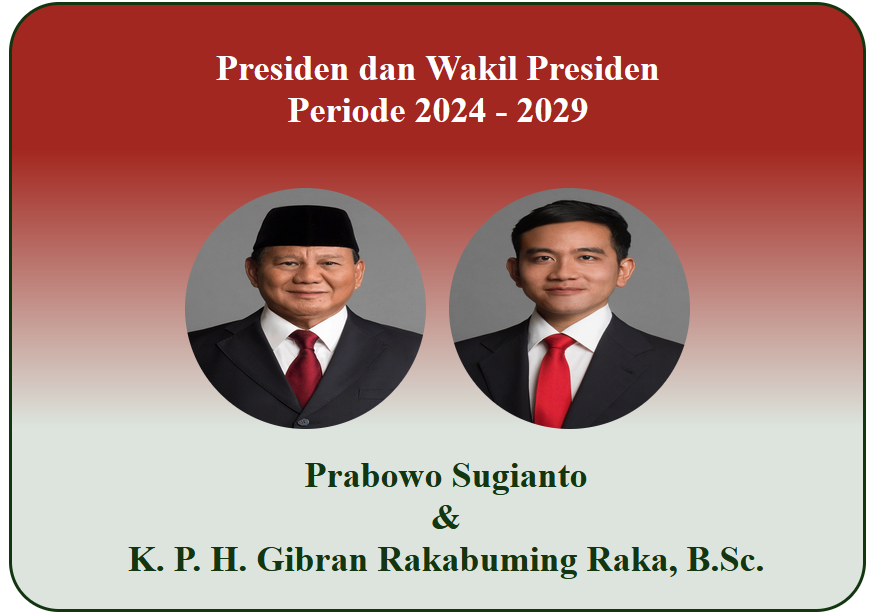 Presiden dan Wakil Presiden
Periode 2024 - 2029
Prabowo Sugianto
&
K. P. H. Gibran Rakabuming Raka, B.Sc.